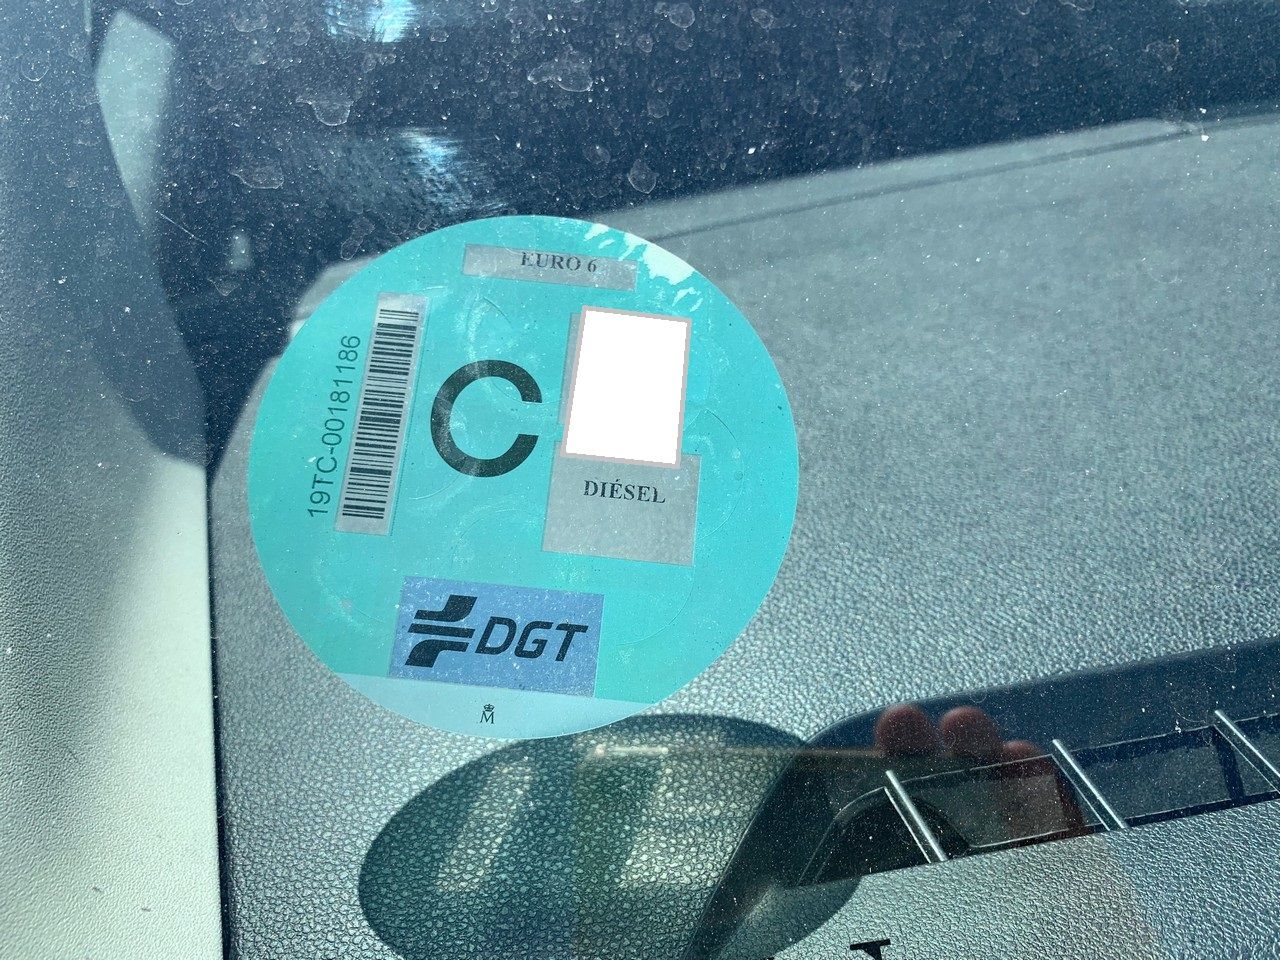 EURO 6
19TC-00181186
C
DIÉSEL
DGT
M